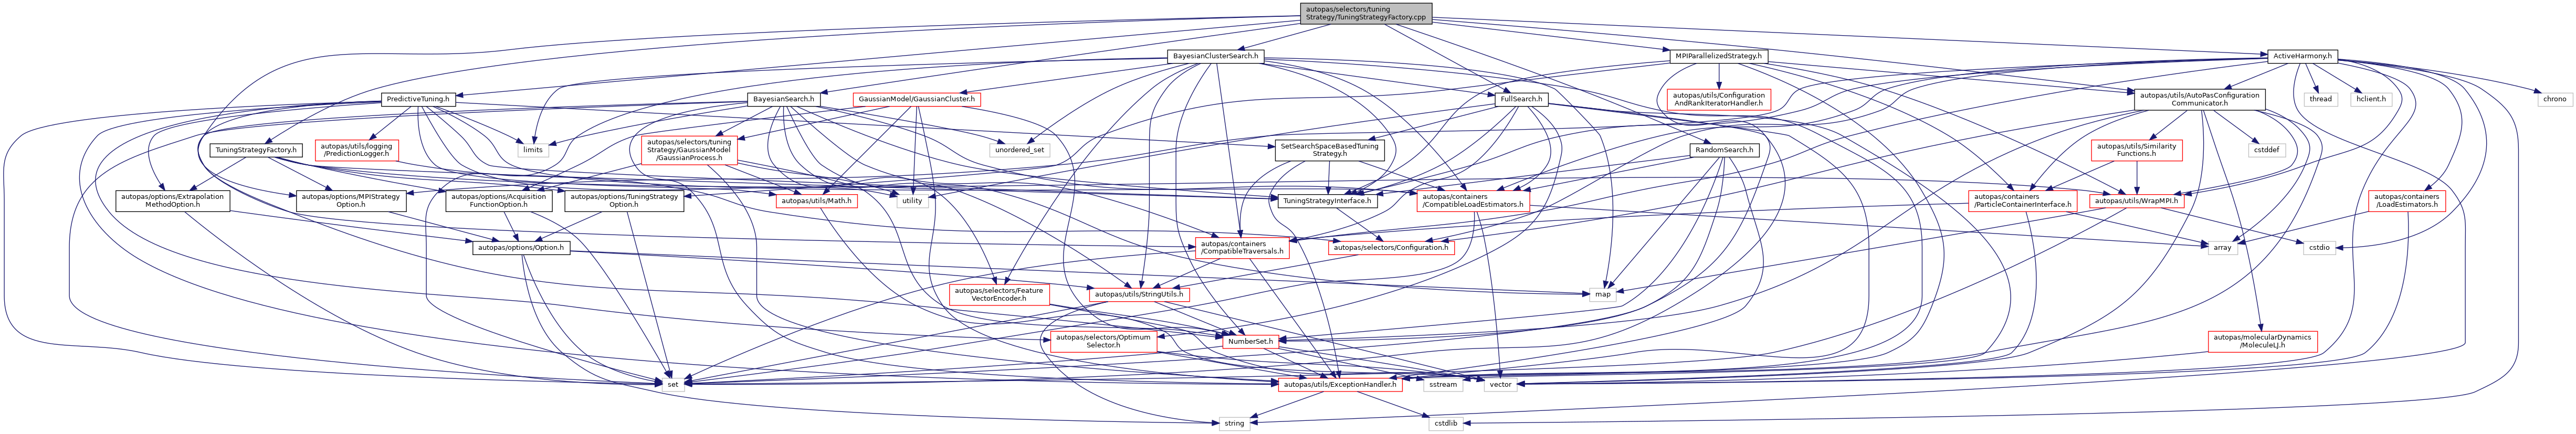 autopas/selectors/tuning
Strategy/TuningStrategyFactory.cpp
BayesianClusterSearch.h
MPIParallelizedStrategy.h
ActiveHarmony.h
PredictiveTuning.h
BayesianSearch.h
GaussianModel/GaussianCluster.h
FullSearch.h
autopas/utils/Configuration
AndRankIteratorHandler.h
autopas/utils/AutoPasConfiguration
Communicator.h
thread
hclient.h
chrono
TuningStrategyFactory.h
autopas/utils/logging
/PredictionLogger.h
limits
autopas/selectors/tuning
Strategy/GaussianModel
/GaussianProcess.h
unordered_set
SetSearchSpaceBasedTuning
Strategy.h
RandomSearch.h
autopas/utils/Similarity
Functions.h
cstddef
autopas/options/Extrapolation
MethodOption.h
autopas/options/MPIStrategy
Option.h
autopas/options/Acquisition
FunctionOption.h
autopas/options/TuningStrategy
Option.h
autopas/utils/Math.h
utility
autopas/containers
/CompatibleLoadEstimators.h
TuningStrategyInterface.h
autopas/containers
/ParticleContainerInterface.h
autopas/utils/WrapMPI.h
autopas/containers
/LoadEstimators.h
autopas/options/Option.h
autopas/containers
/CompatibleTraversals.h
autopas/selectors/Configuration.h
array
cstdio
autopas/selectors/Feature
VectorEncoder.h
autopas/utils/StringUtils.h
map
autopas/selectors/Optimum
Selector.h
NumberSet.h
autopas/molecularDynamics
/MoleculeLJ.h
set
autopas/utils/ExceptionHandler.h
sstream
vector
string
cstdlib